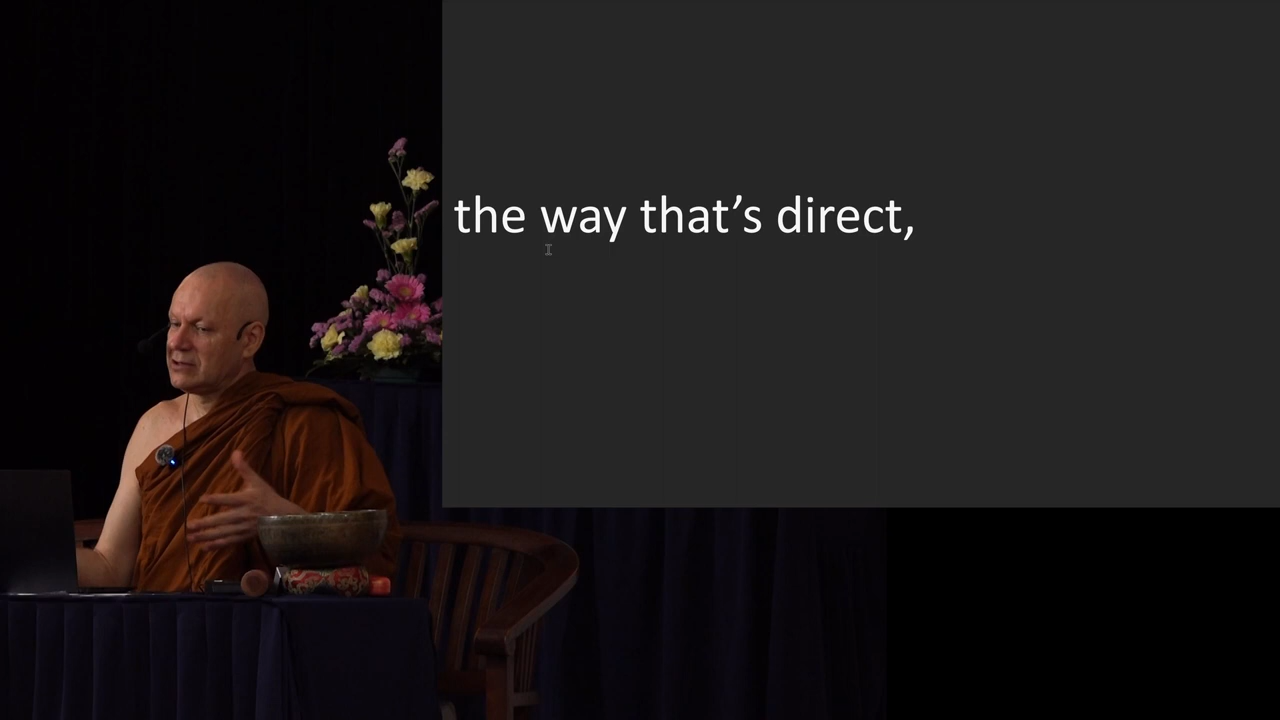 the way that’s direct,